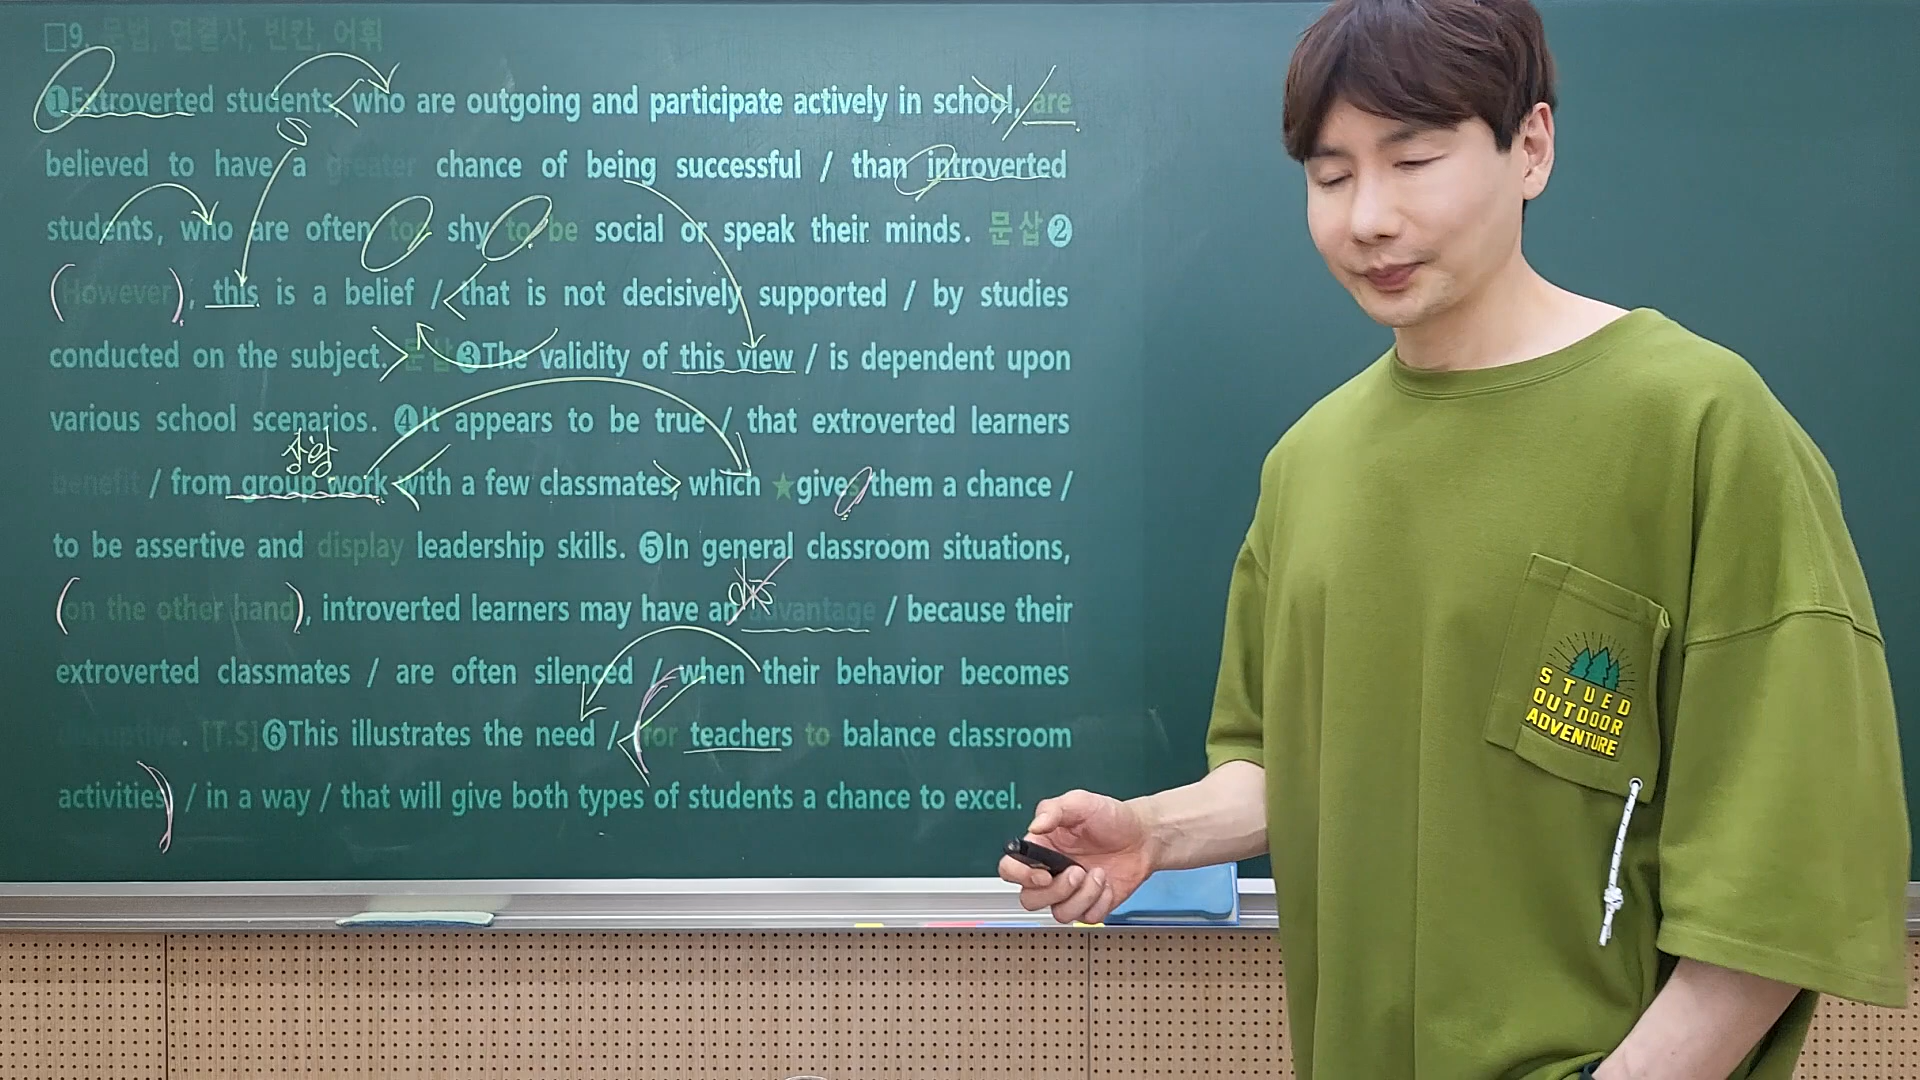 □9. 문법, 연결사, 빈칸, 어휘
❶Extroverted students, who are outgoing and participate actively in school, are
believed to have a greater chance of being successful / than introverted
students, who are often too shy to be social or speak their minds. 문삽❷
(However), this is a belief / that is not decisively supported / by studies
conducted on the subject. 문삽❸The validity of this view / is dependent upon
various school scenarios. ❹It appears to be true / that extroverted learners
상황
benefit / from group work with a few classmates, which ★gives them a chance /
to be assertive and display leadership skills. ❺In general classroom situations,
(on the other hand), introverted learners may have an advantage / because their
extroverted classmates / are often silenced / when their behavior becomes
disruptive. [T.S]❻This illustrates the need / for teachers to balance classroom
activities / in a way / that will give both types of students a chance to excel.
STUED
OUTDOOR
ADVENTURE